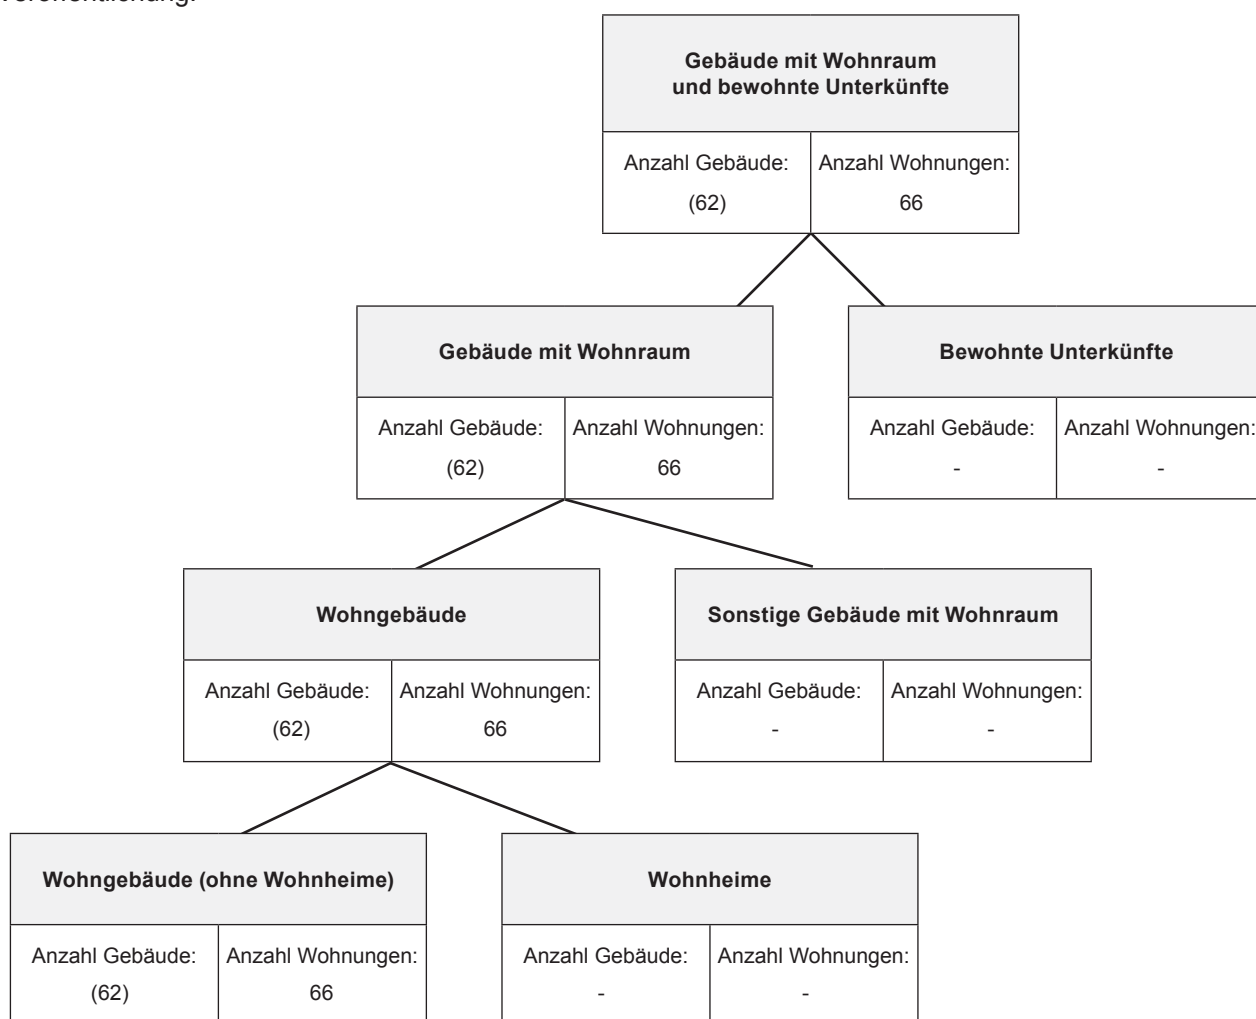 Gebäude mit Wohnraum
und bewohnte Unterkünfte
Anzahl Gebäude: Anzahl Wohnungen:
(62) 66
Gebäude mit Wohnraum Bewohnte Unterkünfte
Anzahl Gebäude: Anzahl Wohnungen: Anzahl Gebäude: Anzahl Wohnungen:
(62) 66 - -
Wohngebäude Sonstige Gebäude mit Wohnraum
Anzahl Gebäude: Anzahl Wohnungen: Anzahl Gebäude: Anzahl Wohnungen:
(62) 66 - -
Wohngebäude (ohne Wohnheime) Wohnheime
Anzahl Gebäude: Anzahl Wohnungen: Anzahl Gebäude: Anzahl Wohnungen:
(62) 66 - -